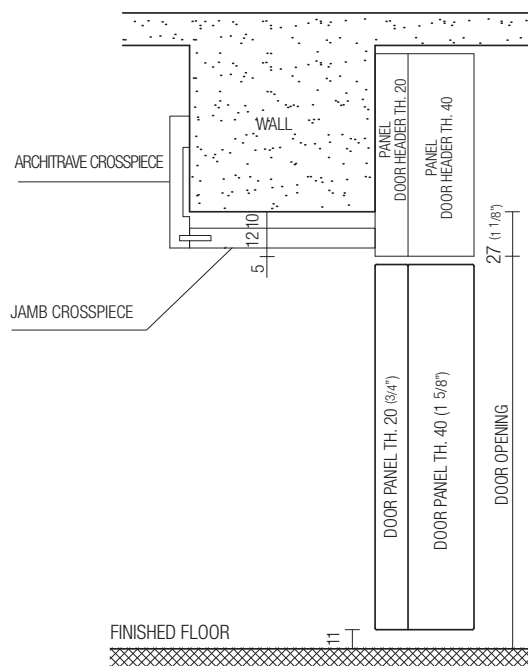 WALL
PANEL
DOOR HEADER TH. 20
PANEL
DOOR HEADER TH. 40
ARCHITRAVE CROSSPIECE
10
12
5
27 (1 1/8")
JAMB CROSSPIECE
DOOR PANEL TH. 20 (3/4")
DOOR PANEL TH. 40 (1 5/8")
DOOR OPENING
FINISHED FLOOR
11